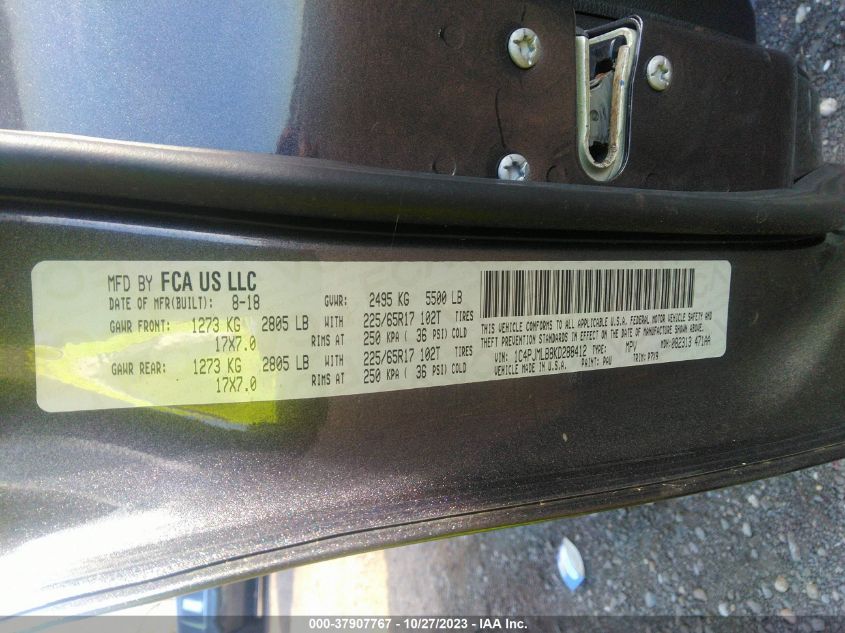 MFD BY FCA US LLC
DATE OF MFR(BUILT): 8-18 GVWR: 2495 KG 5500 LB
GAWR FRONT: 1273 KG 2805 LB WITH 225/65R17 102T TIRES
17X7.0 RIMS AT 250 KPA ( 36 PSI) COLD
GAWR REAR: 1273 KG 2805 LB WITH 225/65R17 102T TIRES
17X7.0 RIMS AT 250 KPA ( 36 PSI) COLD
THIS VEHICLE CONFORMS TO ALL APPLICABLE U.S.A. FEDERAL MOTOR VEHICLE SAFETY AND
THEFT PREVENTION STANDARDS IN EFFECT ON THE DATE OF MANUFACTURE SHOWN ABOVE.
VIN: 1C4PJMLB8KD288412 TYPE: MPV MDH: 082313 471AA
VEHICLE MADE IN U.S.A. PAINT: PAU TRIM: P7X9
000-37907767 / 10/27/2023 - IAA Inc.